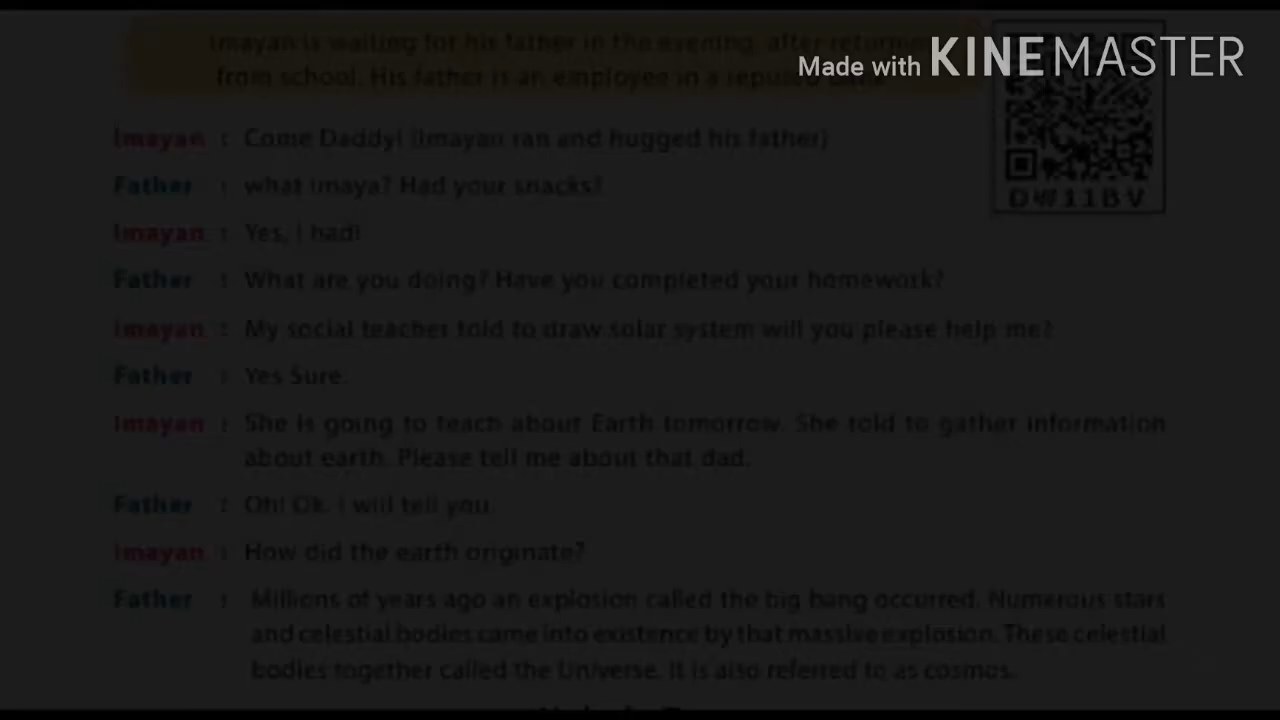 Imayan is waiting for his father in the evening, after
from school. His father is an employee in a reputed
Made with KINEMASTER
Imayan : Come Daddy! (Imayan ran and hugged his father)
Father : what Imaya? Had your snacks?
Imayan : Yes, I had!
Father : What are you doing? Have you completed your homework?
Imayan : My social teacher told to draw solar system will you please help me?
Father : Yes Sure.
Imayan : She is going to teach about Earth tomorrow. She told to gather information
about earth. Please tell me about that dad.
Father : Oh! Ok. I will tell you
Imayan : How did the earth originate?
Father : Millions of years ago an explosion called the big bang occurred. Numerous stars
and celestial bodies came into existence by that massive explosion. These celestial
bodies together called the Universe. It is also referred to as cosmos.
DW11BV